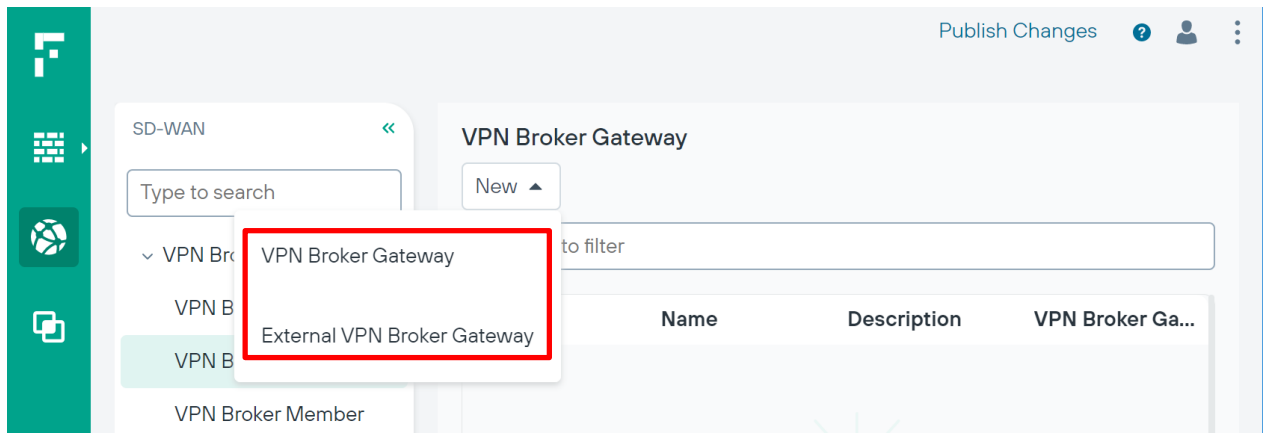 Publish Changes ?
SD-WAN «
VPN Broker Gateway
Type to search
New
VPN Bro
VPN Broker Gateway
to filter
VPN B
External VPN Broker Gateway
Name Description VPN Broker Ga...
VPN B
VPN Broker Member